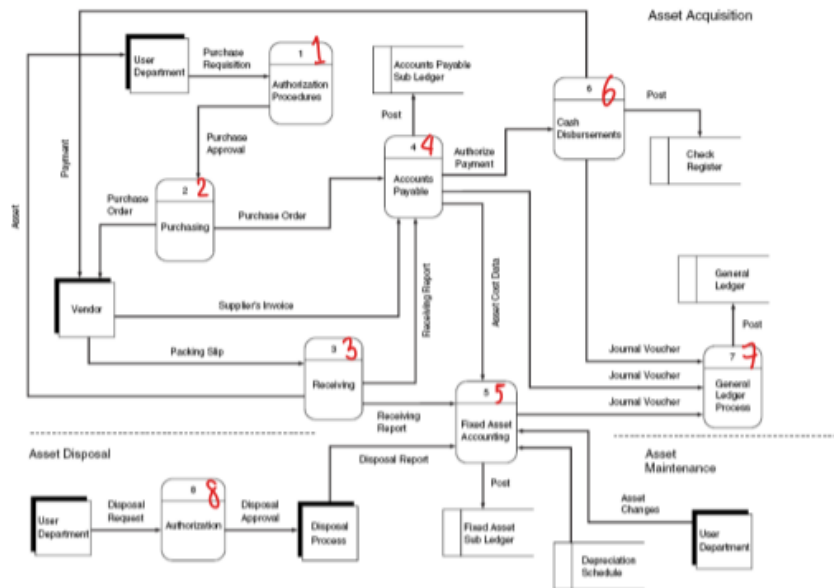 Asset Acquisition
User
Department
Purchase
Requisition
1
1
Authorization
Procedures
Accounts Payable
Sub Ledger
6
6
Cash
Disbursements
Post
Check
Register
Post
Purchase
Approval
4
4
Accounts
Payable
Authorize
Payment
Payment
Asset
2
2
Purchasing
Purchase
Order
Purchase Order
Receiving Report
Asset Cost Data
General
Ledger
Post
Vendor
Supplier's Invoice
Packing Slip
3
3
Receiving
Receiving
Report
5
5
Fixed Asset
Accounting
Journal Voucher
Journal Voucher
Journal Voucher
7
7
General
Ledger
Process
Asset Disposal
Disposal Report
Asset
Maintenance
User
Department
Disposal
Request
8
Authorization
Disposal
Approval
Disposal
Process
Post
Fixed Asset
Sub Ledger
Depreciation
Schedule
Asset
Changes
User
Department